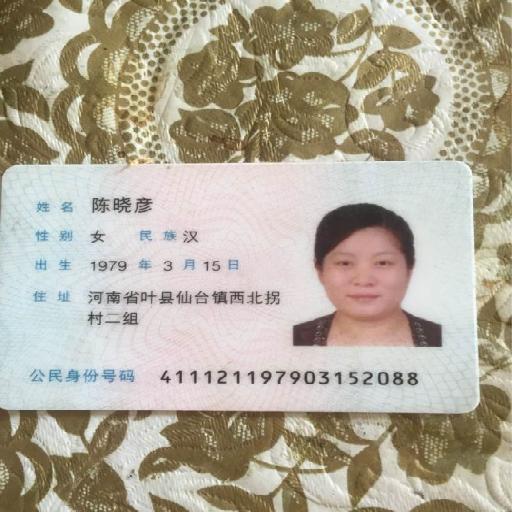 姓名 陈晓彦
性别 女 民族 汉
出生 1979 年 3 月 15 日
住址 河南省叶县仙台镇西北拐
村二组
公民身份号码 411121197903152088